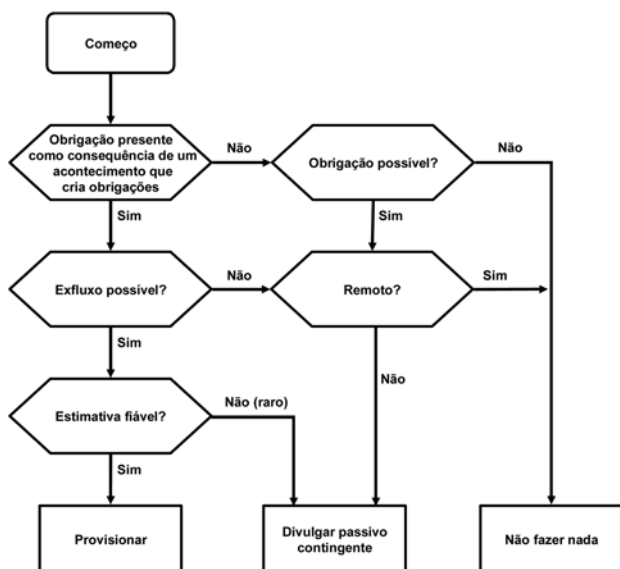 Começo
Obrigação presente
como consequência de um
acontecimento que
cria obrigações
Não
Obrigação possível?
Não
Sim
Sim
Exfluxo possível?
Não
Remoto?
Sim
Sim
Não
Estimativa fiável?
Não (raro)
Sim
Provisionar
Divulgar passivo
contingente
Não fazer nada